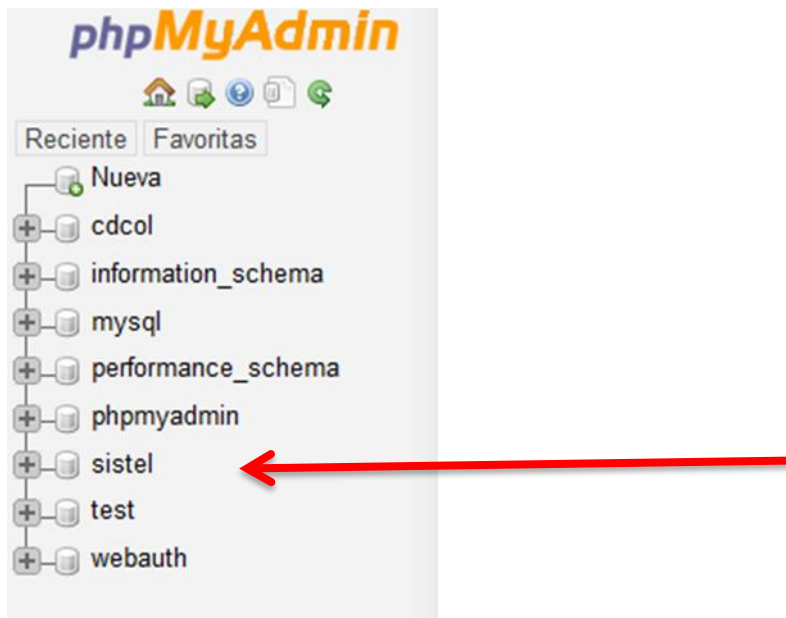 phpMyAdmin
Reciente Favoritas
Nueva
cdcol
information_schema
mysql
performance_schema
phpmyadmin
sistel
test
webauth